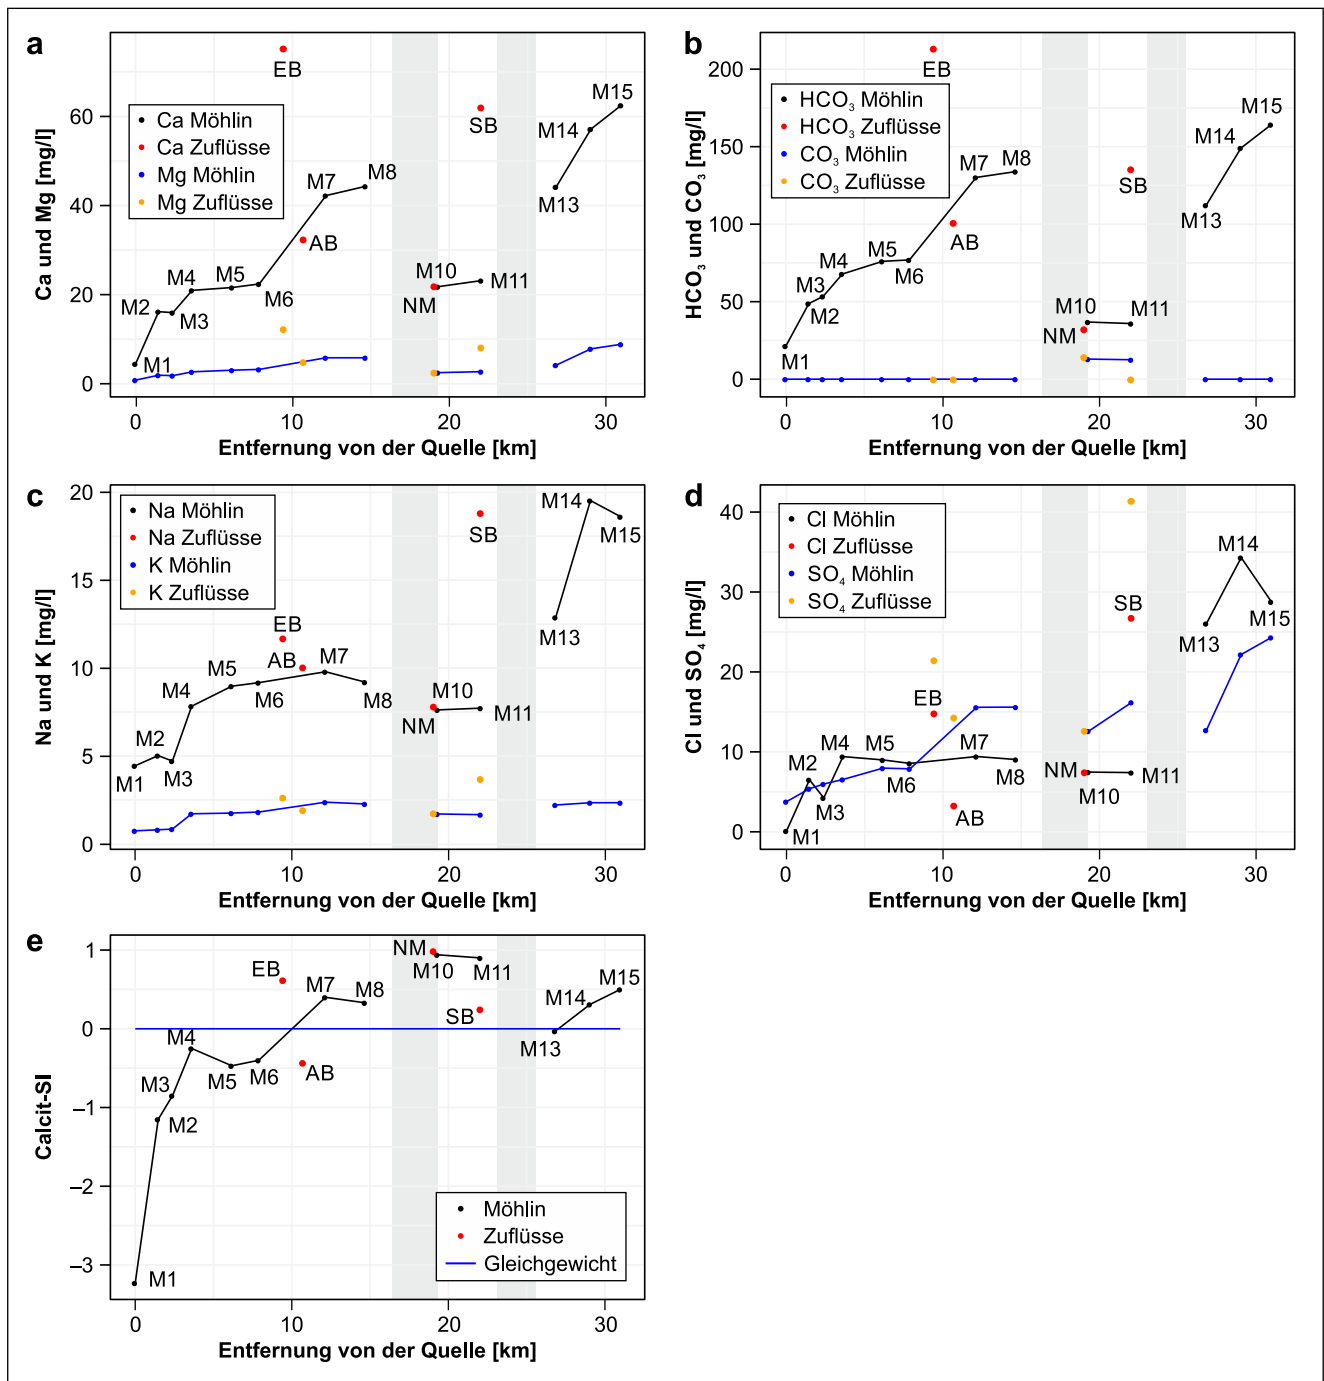 a
Ca und Mg [mg/l]
60
40
20
0
Ca Möhlin
Ca Zuflüsse
Mg Möhlin
Mg Zuflüsse
EB
M1
M2
M3
M4
M5
M6
M7
M8
AB
NM
M10
M11
SB
M13
M14
M15
0 10 20 30
Entfernung von der Quelle [km]
b
HCO₃ und CO₃ [mg/l]
200
150
100
50
0
HCO₃ Möhlin
HCO₃ Zuflüsse
CO₃ Möhlin
CO₃ Zuflüsse
EB
M1
M2
M3
M4
M5
M6
M7
M8
AB
NM
M10
M11
SB
M13
M14
M15
0 10 20 30
Entfernung von der Quelle [km]
c
Na und K [mg/l]
20
15
10
5
0
Na Möhlin
Na Zuflüsse
K Möhlin
K Zuflüsse
M1
M2
M3
M4
M5
M6
EB
AB
M7
M8
NM
M10
M11
SB
M13
M14
M15
0 10 20 30
Entfernung von der Quelle [km]
d
Cl und SO₄ [mg/l]
40
30
20
10
0
Cl Möhlin
Cl Zuflüsse
SO₄ Möhlin
SO₄ Zuflüsse
M1
M2
M3
M4
M5
M6
EB
AB
M7
M8
NM
M10
M11
SB
M13
M14
M15
0 10 20 30
Entfernung von der Quelle [km]
e
Calcit-SI
1
0
–1
–2
–3
M1
M2
M3
M4
M5
M6
EB
AB
M7
M8
NM
M10
M11
SB
M13
M14
M15
Möhlin
Zuflüsse
Gleichgewicht
0 10 20 30
Entfernung von der Quelle [km]